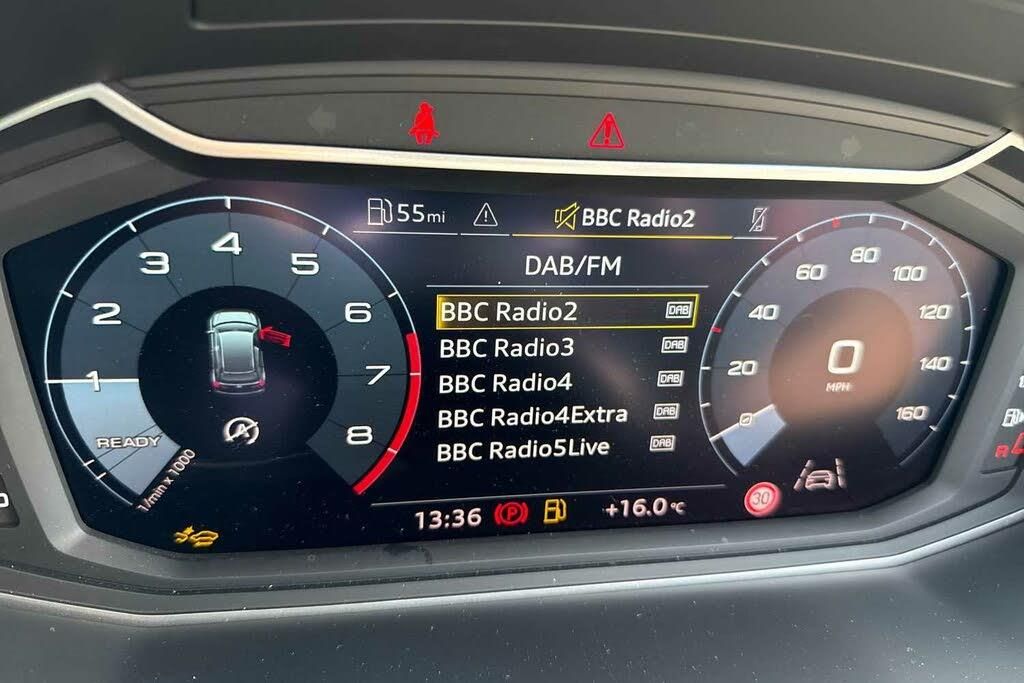 55 mi
BBC Radio2
DAB/FM
BBC Radio2 DAB
BBC Radio3 DAB
BBC Radio4 DAB
BBC Radio4Extra DAB
BBC Radio5Live DAB
1 2 3 4 5 6 7 8
READY
1/min x 1000
A
0 20 40 60 80 100 120 140 160
0
MPH
13:36 P +16.0°C
30
R